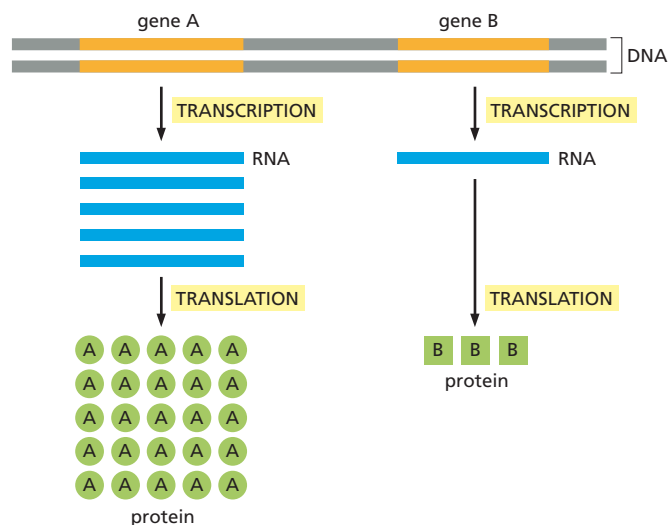 gene A gene B
DNA
TRANSCRIPTION TRANSCRIPTION
RNA RNA
TRANSLATION TRANSLATION
A A A A A B B B
protein
A A A A A
A A A A A
A A A A A
A A A A A
protein